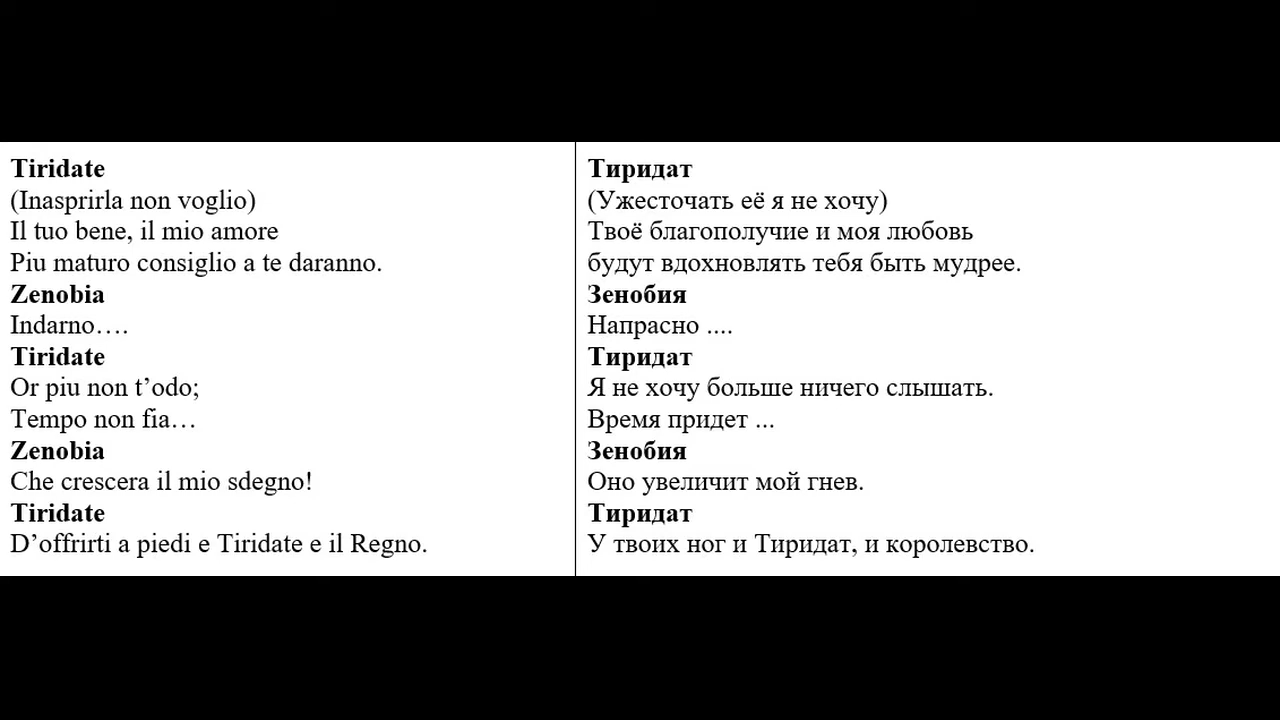 Tiridate
(Inasprirla non voglio)
Il tuo bene, il mio amore
Piu maturo consiglio a te daranno.
Zenobia
Indarno….
Tiridate
Or piu non t’odo;
Tempo non fia…
Zenobia
Che crescera il mio sdegno!
Tiridate
D’offrirti a piedi e Tiridate e il Regno.
Тиридат
(Ужесточать её я не хочу)
Твоё благополучие и моя любовь
будут вдохновлять тебя быть мудрее.
Зенобия
Напрасно ....
Тиридат
Я не хочу больше ничего слышать.
Время придет ...
Зенобия
Оно увеличит мой гнев.
Тиридат
У твоих ног и Тиридат, и королевство.